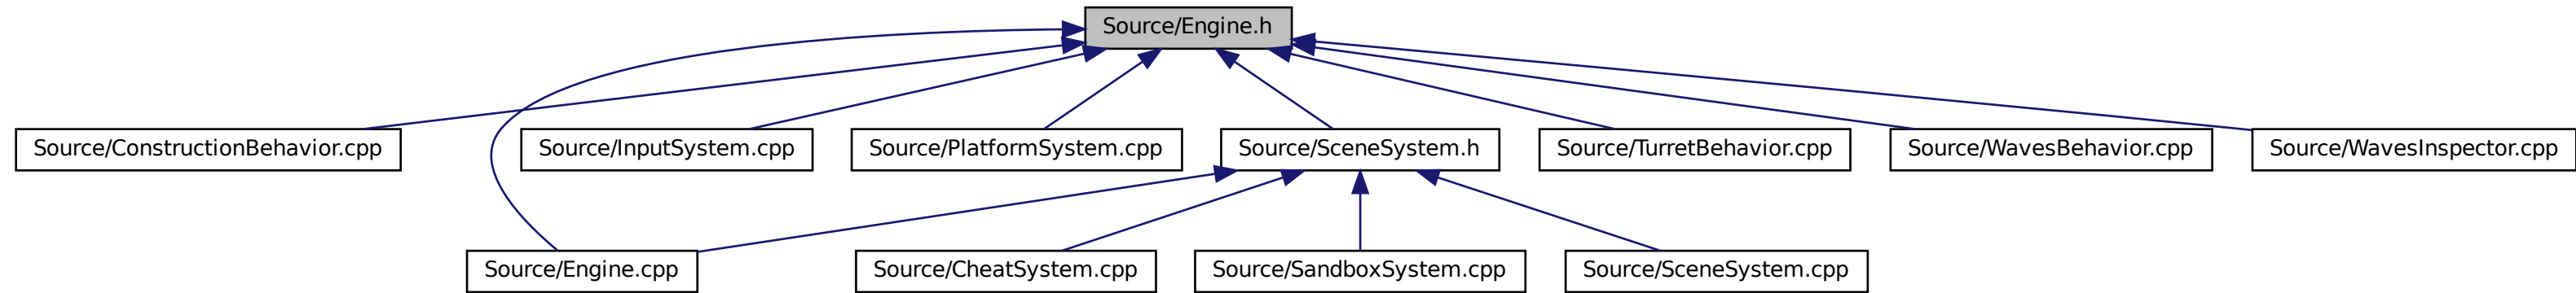 Source/Engine.h
Source/ConstructionBehavior.cpp
Source/InputSystem.cpp
Source/PlatformSystem.cpp
Source/SceneSystem.h
Source/TurretBehavior.cpp
Source/WavesBehavior.cpp
Source/WavesInspector.cpp
Source/Engine.cpp
Source/CheatSystem.cpp
Source/SandboxSystem.cpp
Source/SceneSystem.cpp